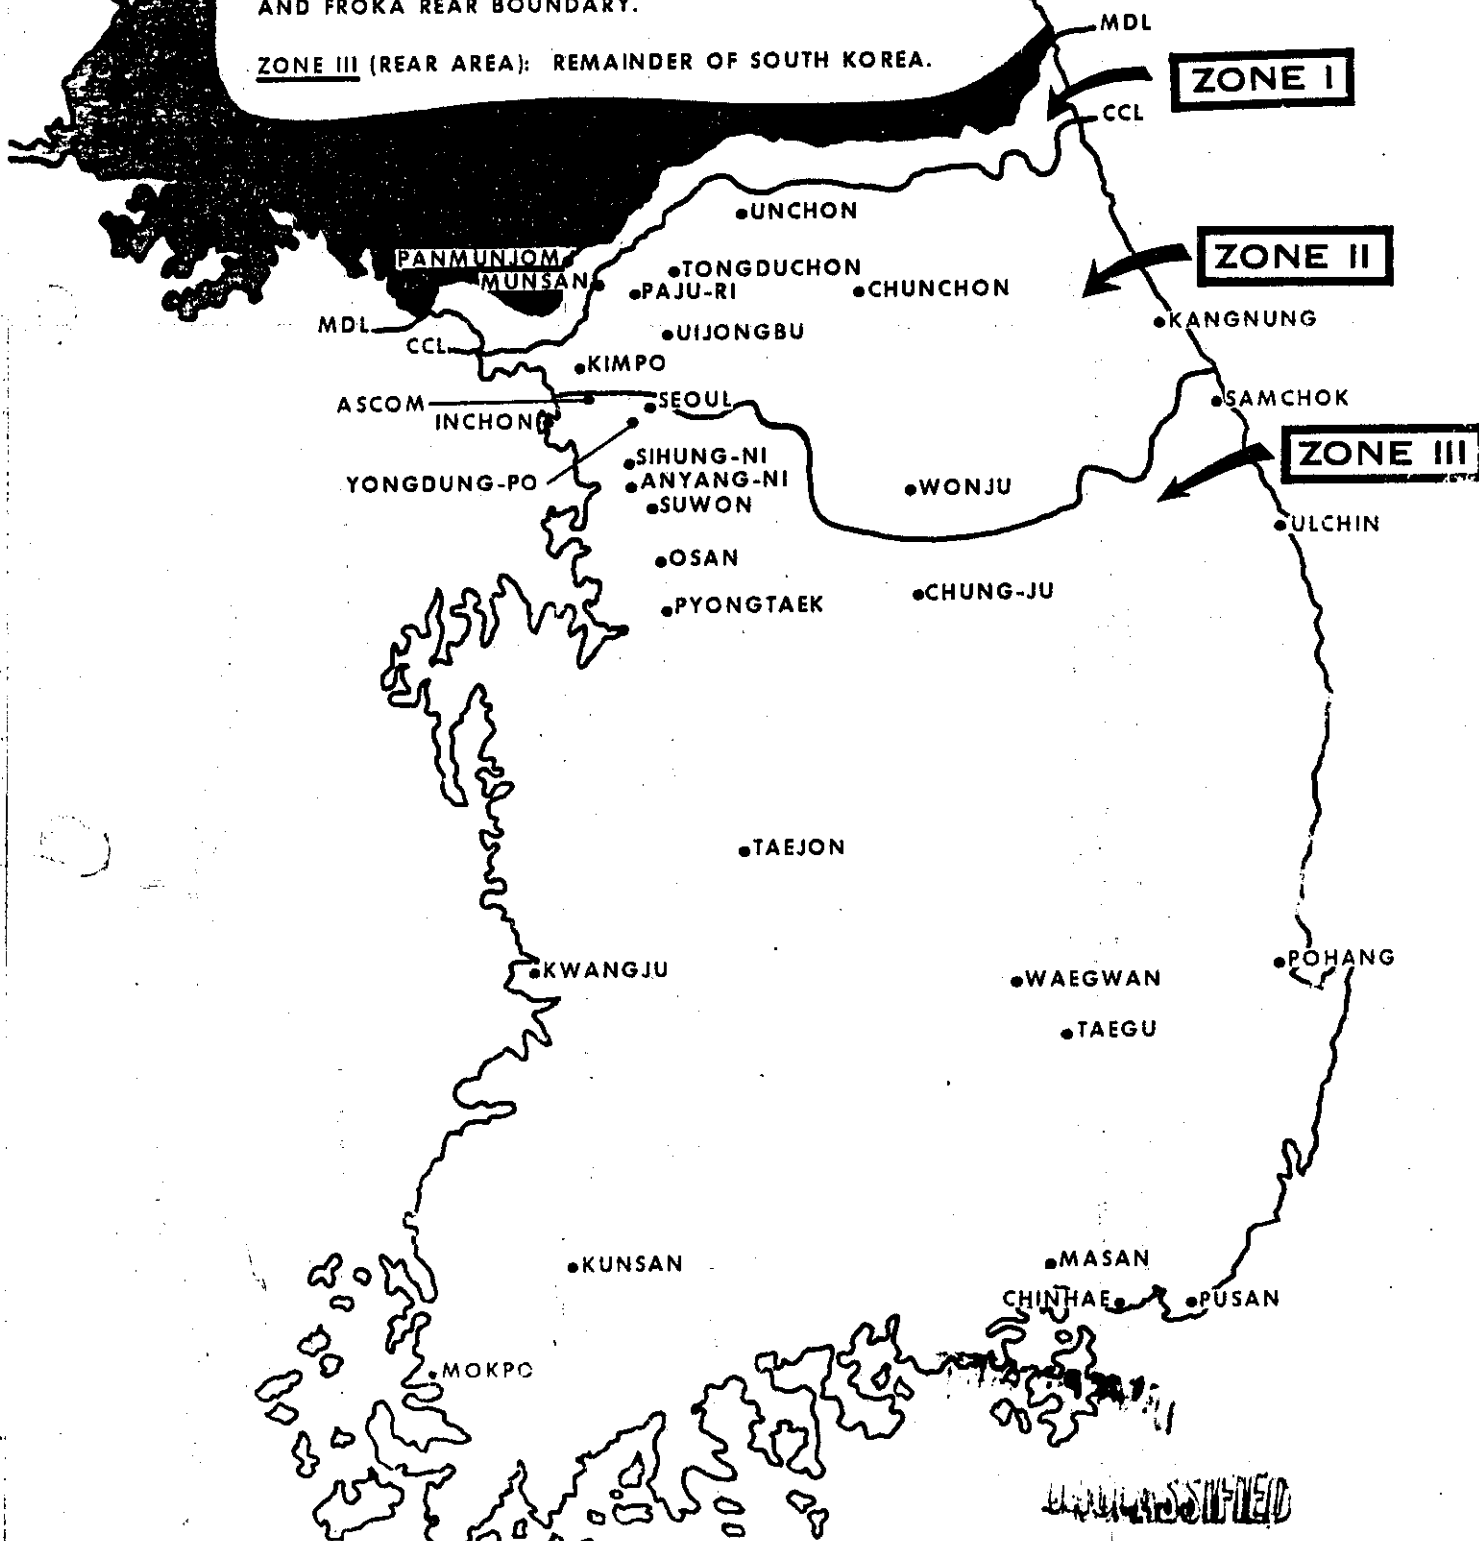 AND FROKA REAR BOUNDARY.
ZONE III (REAR AREA): REMAINDER OF SOUTH KOREA.
MDL
ZONE I
CCL
UNCHON
ZONE II
PANMUNJOM
TONGDUCHON
MUNSAN
PAJU-RI
CHUNCHON
MDL
KANGNUNG
UIJONGBU
CCL
KIMPO
ASCOM
SEOUL
SAMCHOK
INCHON
ZONE III
SIHUNG-NI
YONGDUNG-PO
ANYANG-NI
WONJU
SUWON
ULCHIN
OSAN
CHUNG-JU
PYONGTAEK
TAEJON
KWANGJU
WAEGWAN
POHANG
TAEGU
KUNSAN
MASAN
CHINHAE
PUSAN
MOKPO
UNCLASSIFIED